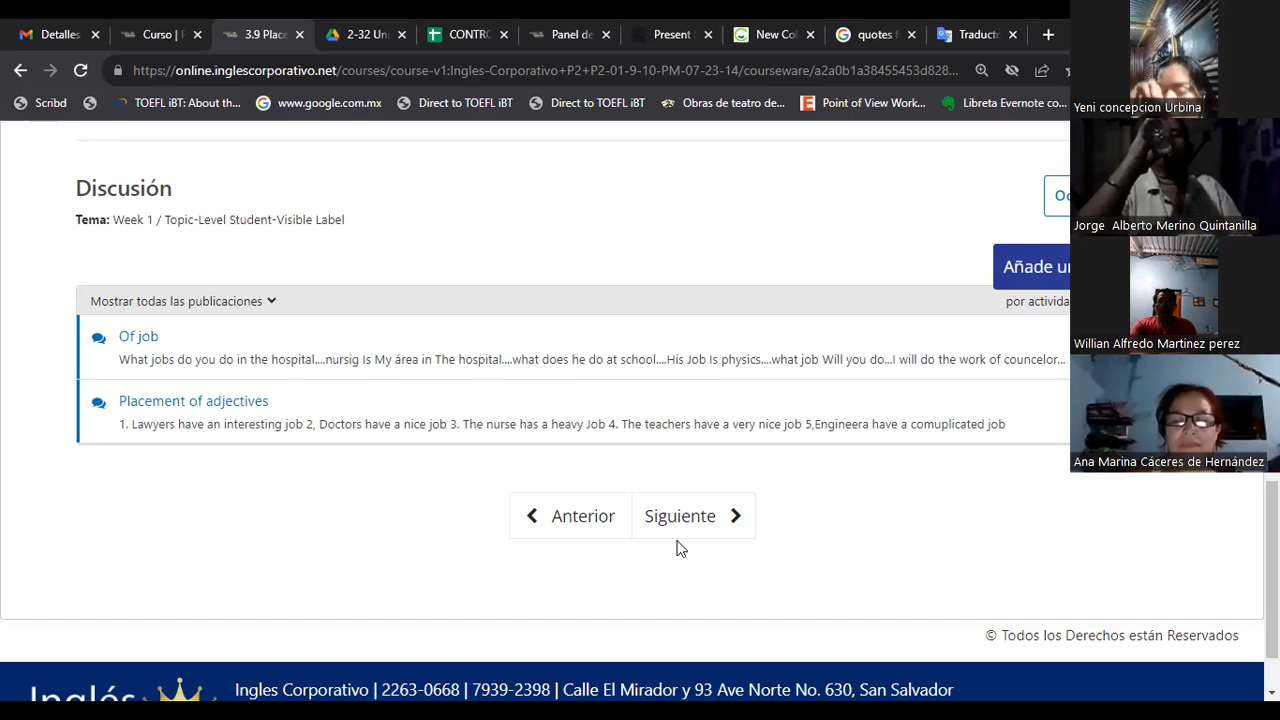 Detalles
Curso |
3.9 Place
2-32 Uni
CONTRO
Panel de
Present
New Col
quotes f
Traducto
https://online.inglescorporativo.net/courses/course-v1:Ingles-Corporativo+P2+P2-01-9-10-PM-07-23-14/courseware/a2a0b1a38455453d828...
Scribd
TOEFL iBT: About th...
www.google.com.mx
Direct to TOEFL iBT
Direct to TOEFL iBT
Obras de teatro de...
Point of View Work...
Libreta Evernote co...
Yeni concepcion Urbina
Jorge Alberto Merino Quintanilla
Willian Alfredo Martinez perez
Ana Marina Cáceres de Hernández
Discusión
Tema: Week 1 / Topic-Level Student-Visible Label
Oc
Añade un
Mostrar todas las publicaciones
por activida
Of job
What jobs do you do in the hospital....nursig Is My área in The hospital....what does he do at school....His Job Is physics....what job Will you do...I will do the work of councelor...
Placement of adjectives
1. Lawyers have an interesting job 2, Doctors have a nice job 3. The nurse has a heavy Job 4. The teachers have a very nice job 5,Engineera have a comuplicated job
Anterior
Siguiente
© Todos los Derechos están Reservados
Inglés
Ingles Corporativo | 2263-0668 | 7939-2398 | Calle El Mirador y 93 Ave Norte No. 630, San Salvador